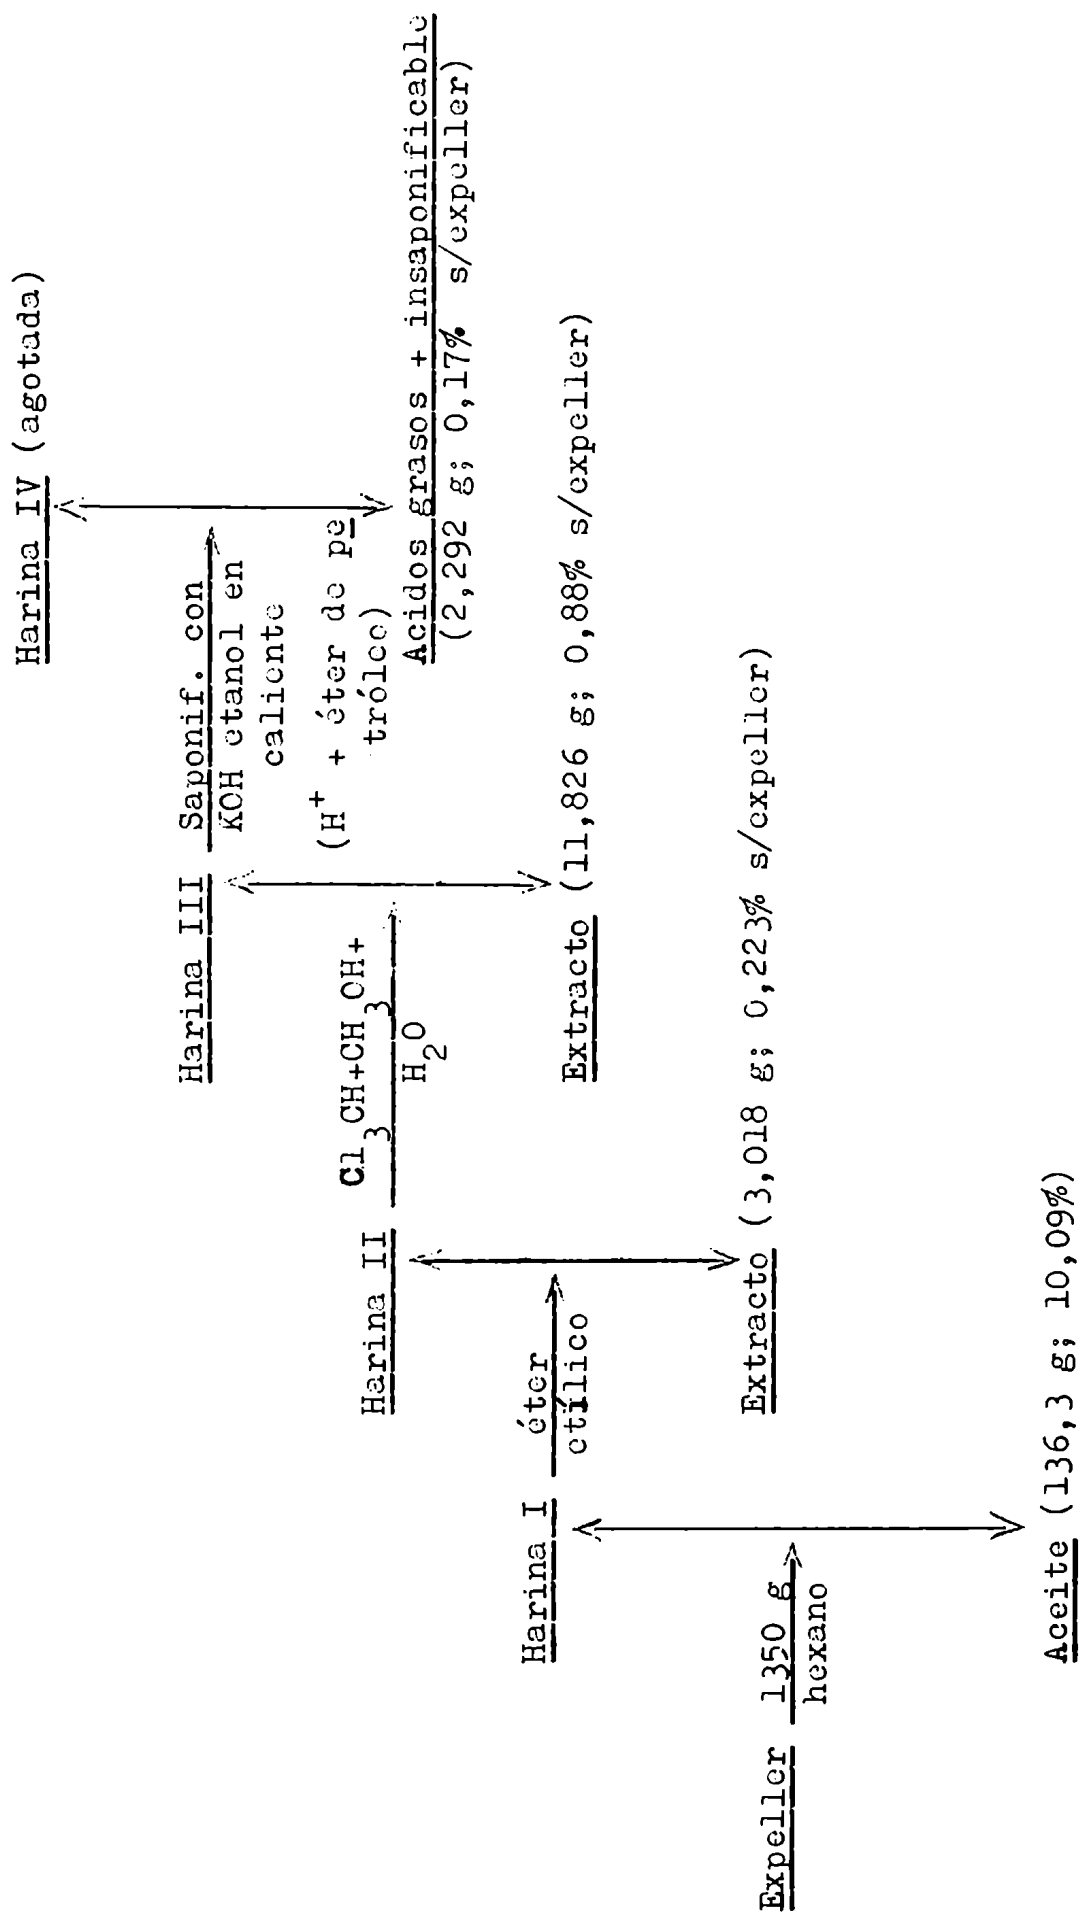 Harina IV (agotada)
Harina III Saponif. con
KOH etanol en
caliente
(H+ + éter de pe
tróleo)
Acidos grasos + insaponificable
(2,292 g; 0,17% s/expeller)
Harina II Cl3CH+CH3OH+
H2O
Extracto (11,826 g; 0,88% s/expeller)
Harina I éter
etílico
Extracto (3,018 g; 0,223% s/expeller)
Expeller 1350 g
hexano
Aceite (136,3 g; 10,09%)